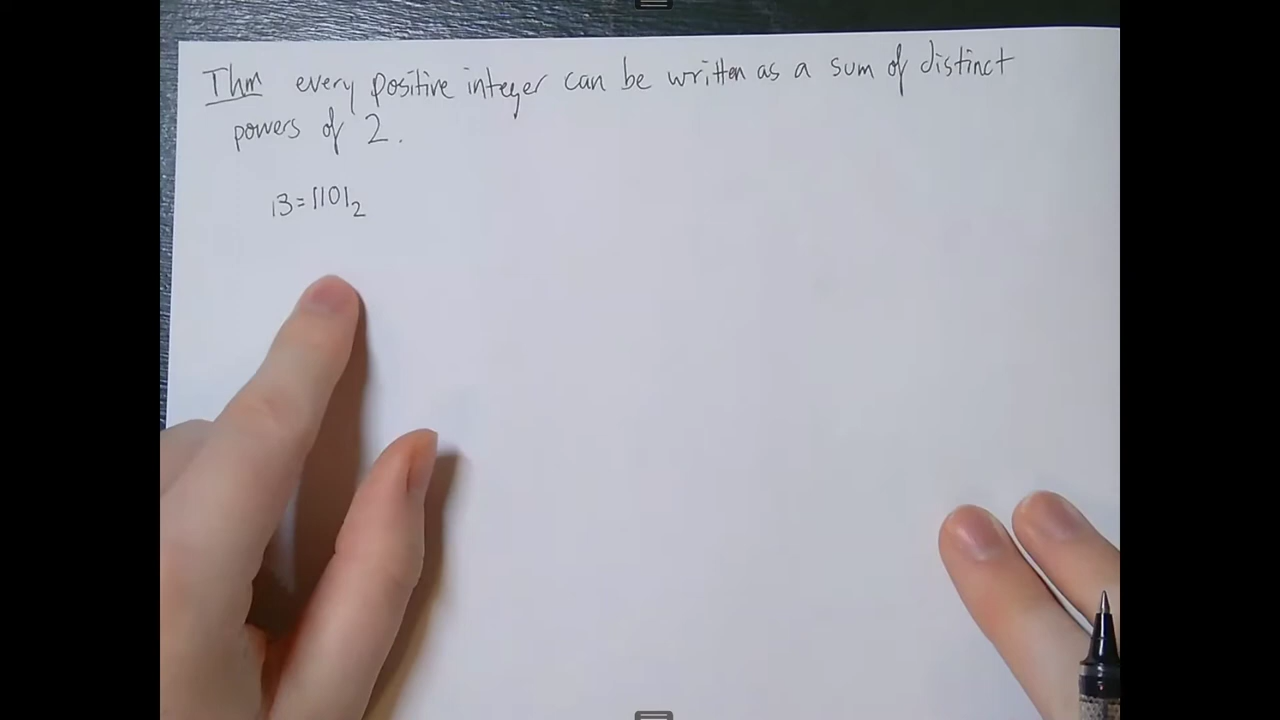 Thm every positive integer can be written as a sum of distinct
powers of 2.
13=1101₂